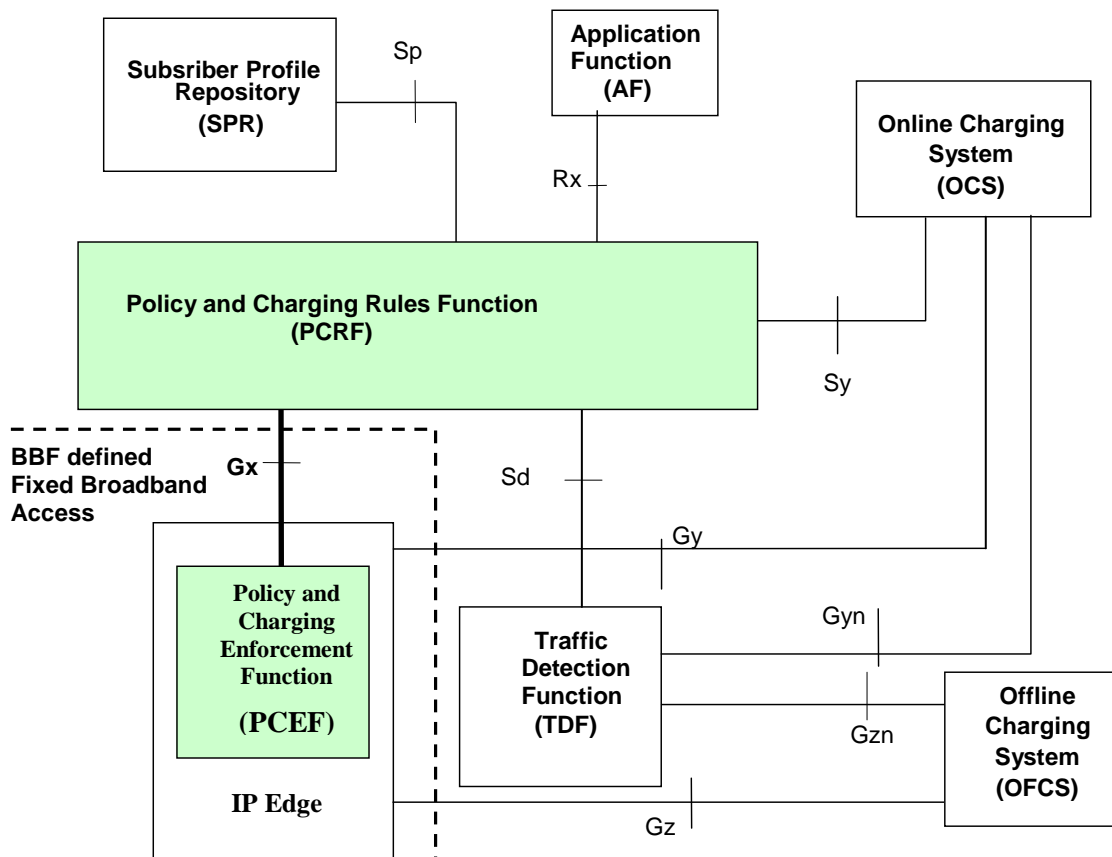 Subsriber Profile
Repository
(SPR)
Sp
Application
Function
(AF)
Rx
Online Charging
System
(OCS)
Policy and Charging Rules Function
(PCRF)
Sy
BBF defined
Fixed Broadband
Access
Gx
Sd
Gy
Policy and
Charging
Enforcement
Function
(PCEF)
IP Edge
Traffic
Detection
Function
(TDF)
Gyn
Gzn
Gz
Offline
Charging
System
(OFCS)